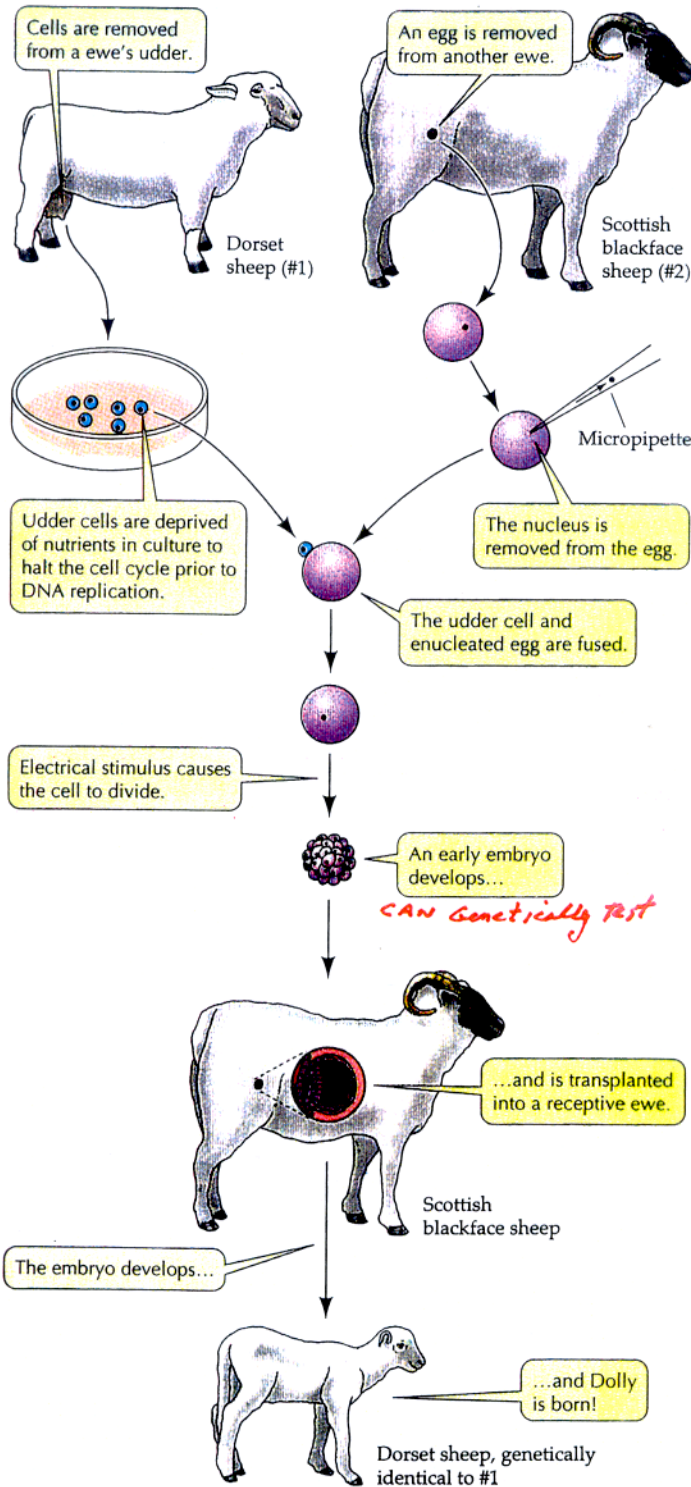 Cells are removed
from a ewe's udder.
An egg is removed
from another ewe.
Dorset
sheep (#1)
Scottish
blackface
sheep (#2)
Micropipette
Udder cells are deprived
of nutrients in culture to
halt the cell cycle prior to
DNA replication.
The nucleus is
removed from the egg.
The udder cell and
enucleated egg are fused.
Electrical stimulus causes
the cell to divide.
An early embryo
develops...
CAN Genetically Test
...and is transplanted
into a receptive ewe.
Scottish
blackface sheep
The embryo develops...
...and Dolly
is born!
Dorset sheep, genetically
identical to #1